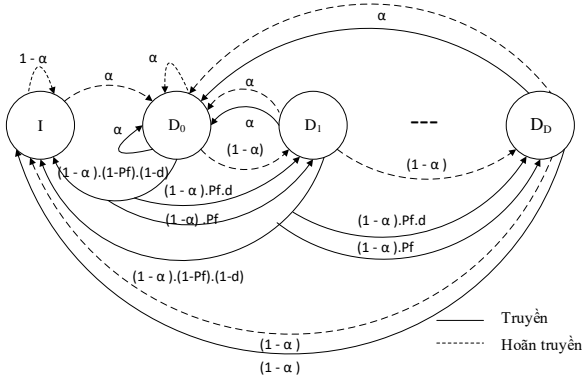 α
1 - α
α
α
I
D₀
D₁
---
D_D
α
α
(1 - α)
(1 - α )
(1 - α ).(1-Pf).(1-d)
(1 - α ).Pf.d
(1 -α) .Pf
(1 - α ).Pf.d
(1 - α ).Pf
(1 - α ).(1-Pf).(1-d)
Truyền
Hoãn truyền
(1 - α )
(1 - α )